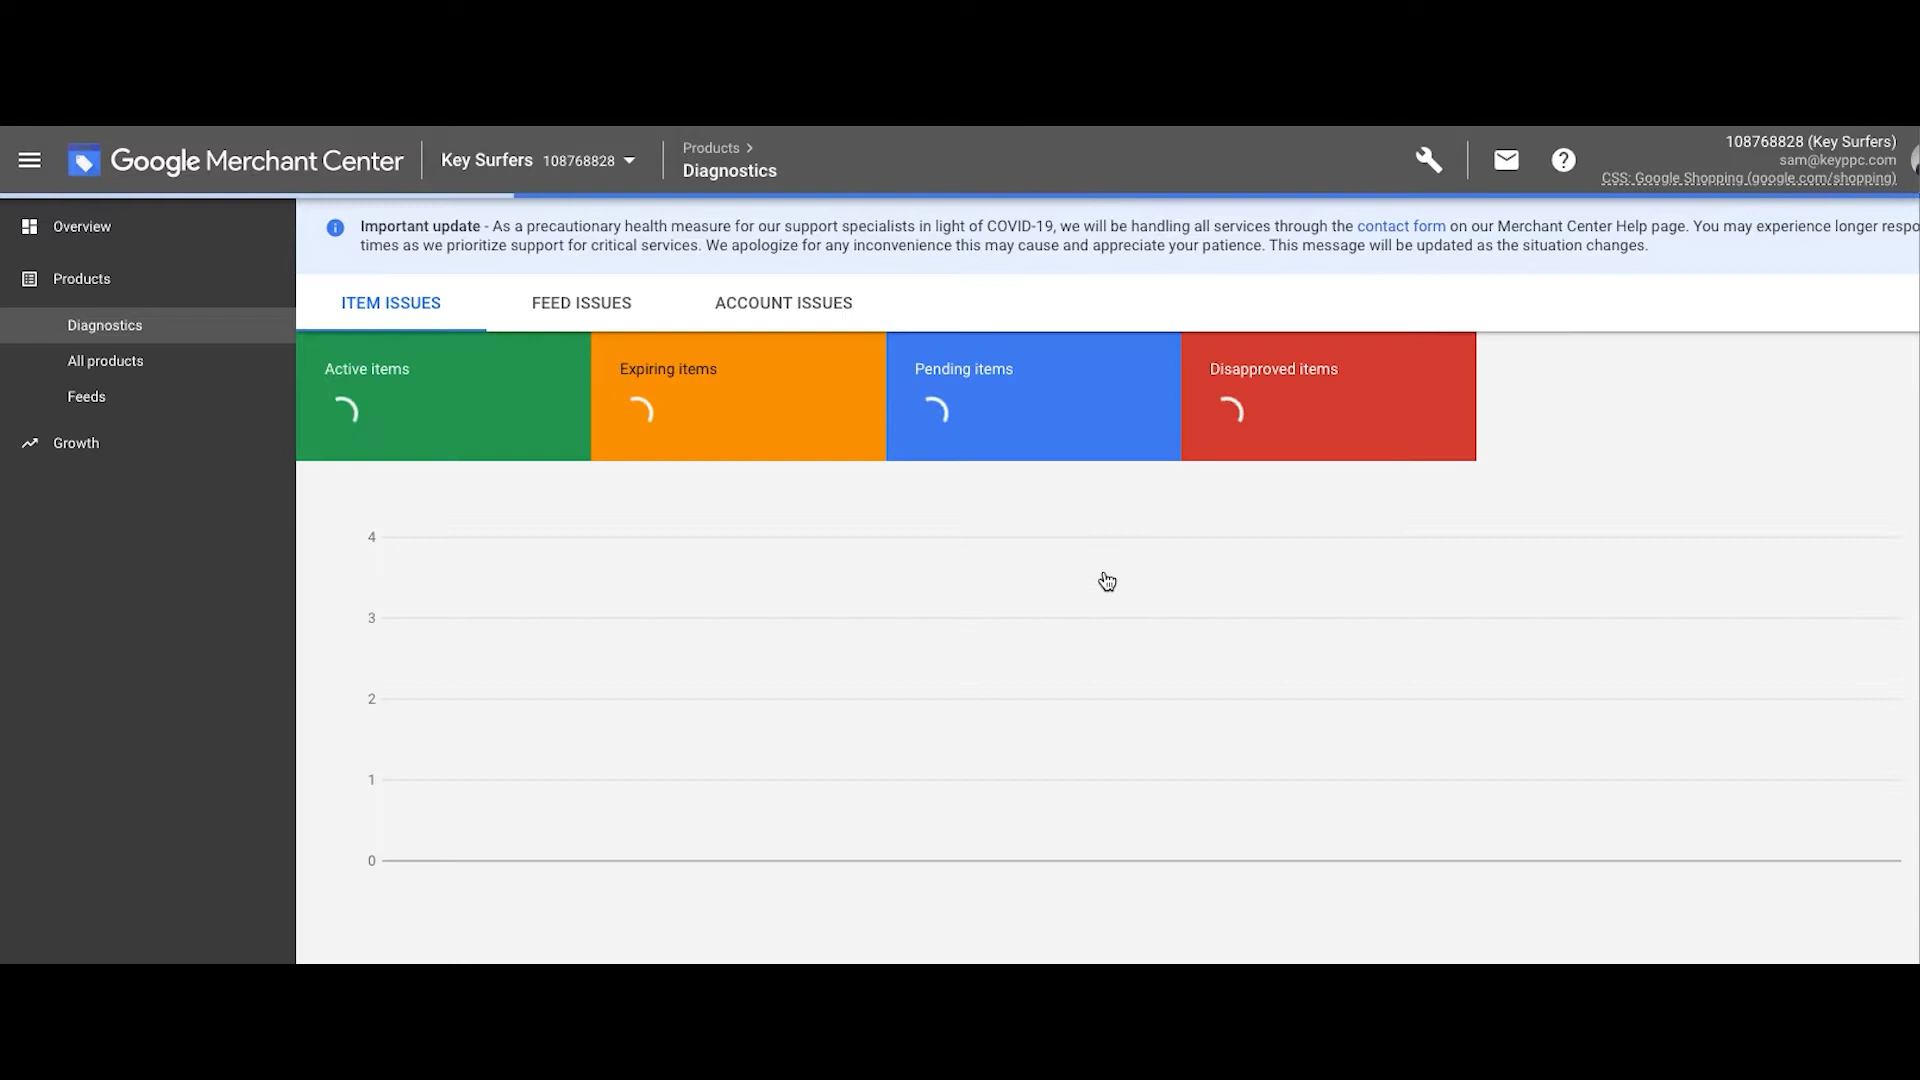 Google Merchant Center
Key Surfers 108768828
Products
Diagnostics
108768828 (Key Surfers)
sam@keyppc.com
CSS: Google Shopping (google.com/shopping)
Overview
Products
Diagnostics
All products
Feeds
Growth
Important update - As a precautionary health measure for our support specialists in light of COVID-19, we will be handling all services through the contact form on our Merchant Center Help page. You may experience longer respo
times as we prioritize support for critical services. We apologize for any inconvenience this may cause and appreciate your patience. This message will be updated as the situation changes.
ITEM ISSUES FEED ISSUES ACCOUNT ISSUES
Active items Expiring items Pending items Disapproved items
4
3
2
1
0